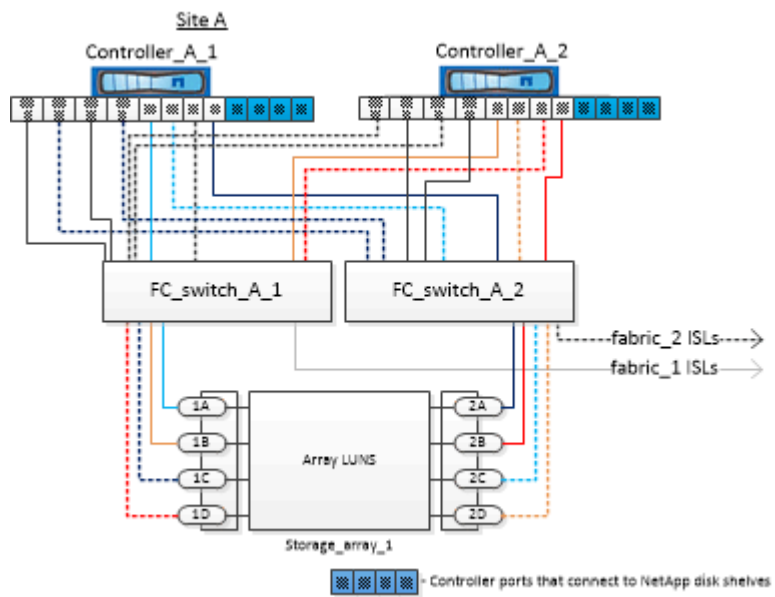 Site A
Controller_A_1
Controller_A_2
FC_switch_A_1
FC_switch_A_2
fabric_2 ISLs
fabric_1 ISLs
1A
2A
1B
2B
Array LUNS
1C
2C
1D
2D
Storage_array_1
- Controller ports that connect to NetApp disk shelves